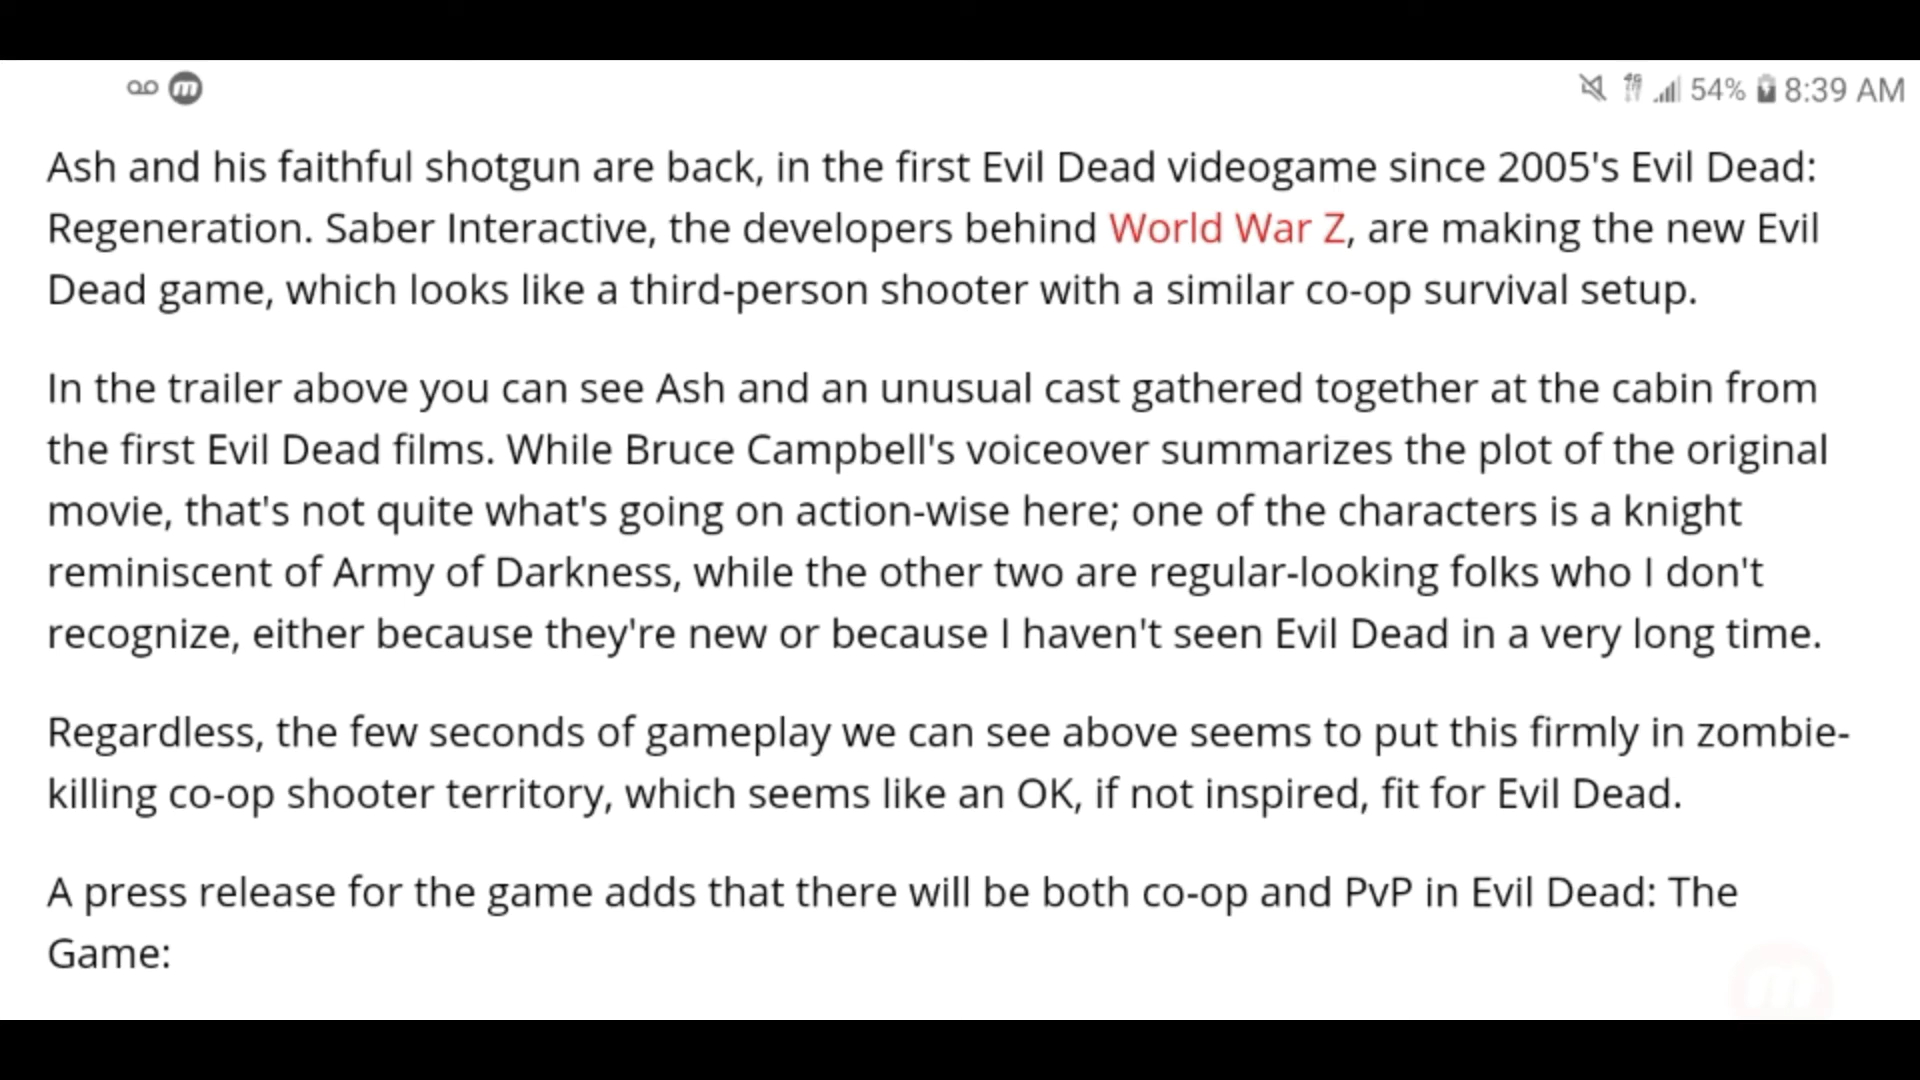 54% 8:39 AM
Ash and his faithful shotgun are back, in the first Evil Dead videogame since 2005's Evil Dead:
Regeneration. Saber Interactive, the developers behind World War Z, are making the new Evil
Dead game, which looks like a third-person shooter with a similar co-op survival setup.
In the trailer above you can see Ash and an unusual cast gathered together at the cabin from
the first Evil Dead films. While Bruce Campbell's voiceover summarizes the plot of the original
movie, that's not quite what's going on action-wise here; one of the characters is a knight
reminiscent of Army of Darkness, while the other two are regular-looking folks who I don't
recognize, either because they're new or because I haven't seen Evil Dead in a very long time.
Regardless, the few seconds of gameplay we can see above seems to put this firmly in zombie-
killing co-op shooter territory, which seems like an OK, if not inspired, fit for Evil Dead.
A press release for the game adds that there will be both co-op and PvP in Evil Dead: The
Game: